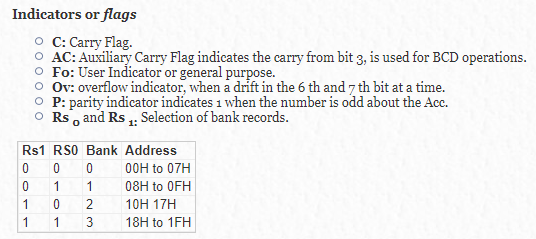 Indicators or flags
C: Carry Flag.
AC: Auxiliary Carry Flag indicates the carry from bit 3, is used for BCD operations.
Fo: User Indicator or general purpose.
Ov: overflow indicator, when a drift in the 6 th and 7 th bit at a time.
P: parity indicator indicates 1 when the number is odd about the Acc.
Rs 0 and Rs 1: Selection of bank records.
Rs1 RS0 Bank Address
0 0 0 00H to 07H
0 1 1 08H to 0FH
1 0 2 10H 17H
1 1 3 18H to 1FH